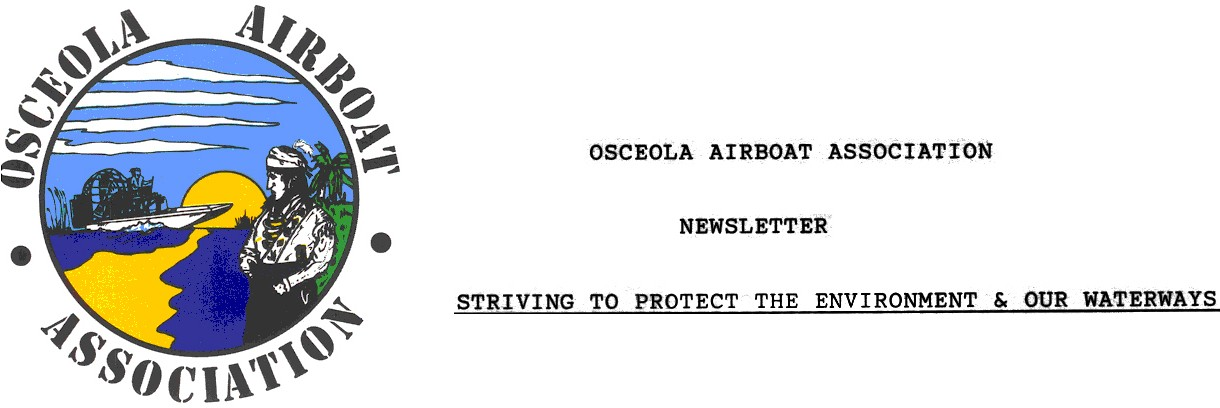 OSCEOLA AIRBOAT
ASSOCIATION
OSCEOLA AIRBOAT ASSOCIATION
NEWSLETTER
STRIVING TO PROTECT THE ENVIRONMENT & OUR WATERWAYS